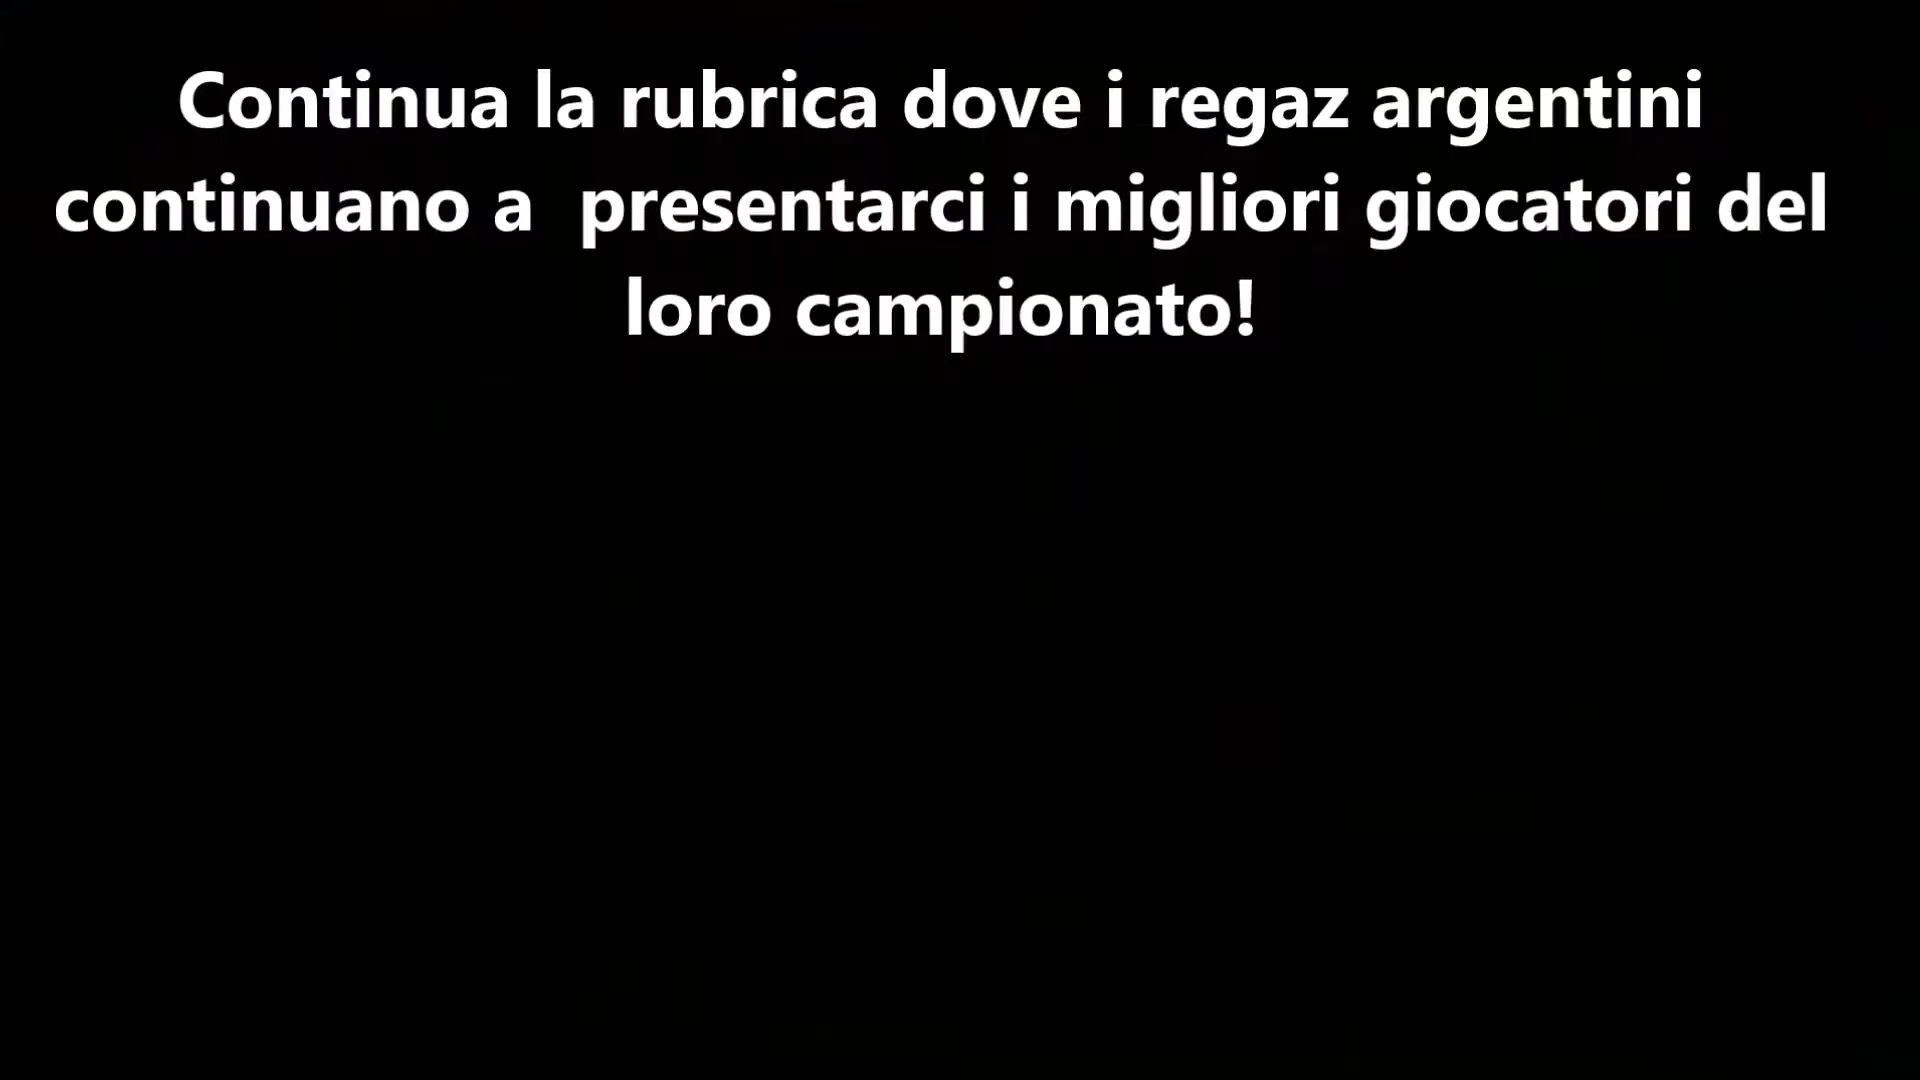 Continua la rubrica dove i regaz argentini
continuano a  presentarci i migliori giocatori del
loro campionato!